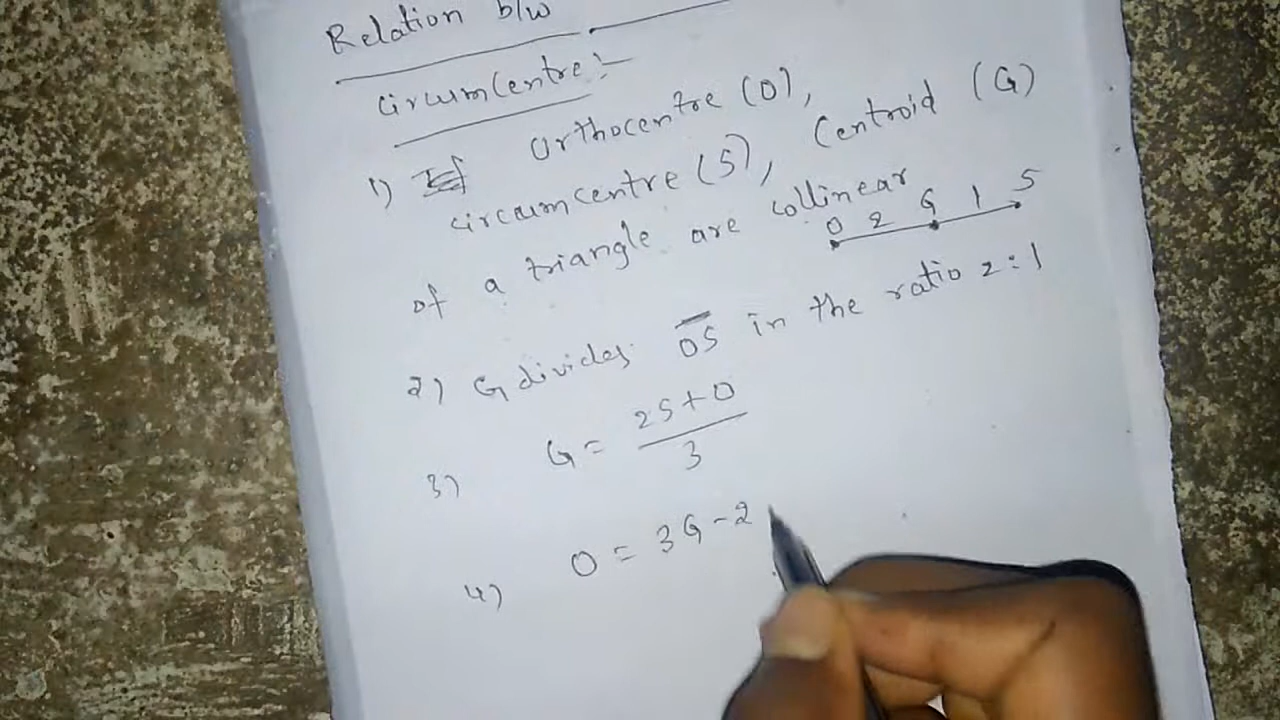 Relation b/w
circumcentre:-
1) If Orthocentre (O),
circumcentre (S), Centroid (G)
of a triangle are collinear
O 2 G 1 S
2) G divides OS in the ratio 2:1
3) G = 2S+O / 3
4) O = 3G-2